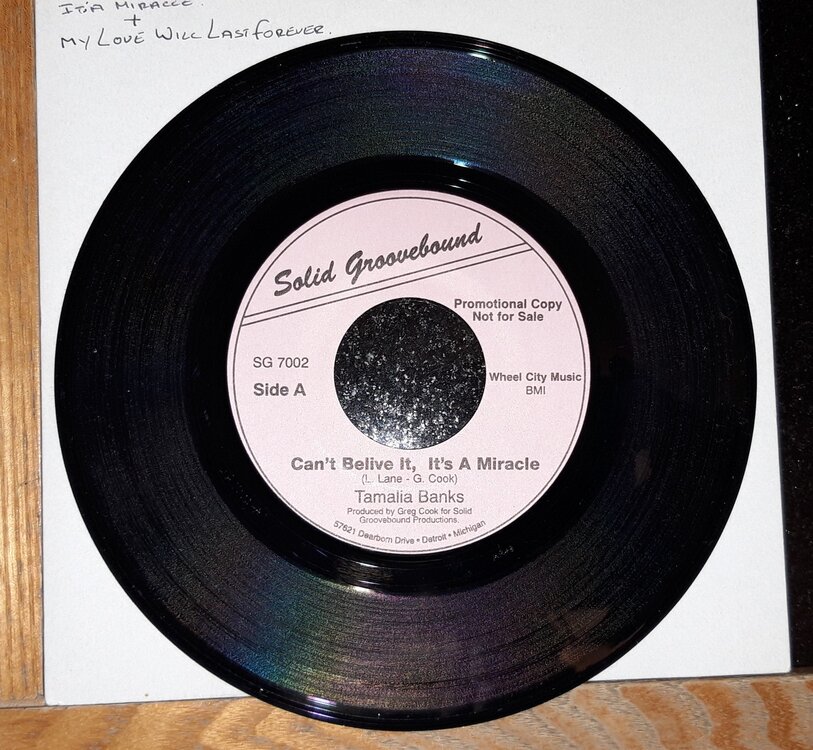 IT'A MIRACLE.
+
MY LOVE WILL LAST FOREVER.
Solid Groovebound
Promotional Copy
Not for Sale
SG 7002
Side A
Wheel City Music
BMI
Can't Belive It, It's A Miracle
(L. Lane - G. Cook)
Tamalia Banks
Produced by Greg Cook for Solid
Groovebound Productions.
57621 Dearborn Drive • Detroit • Michigan